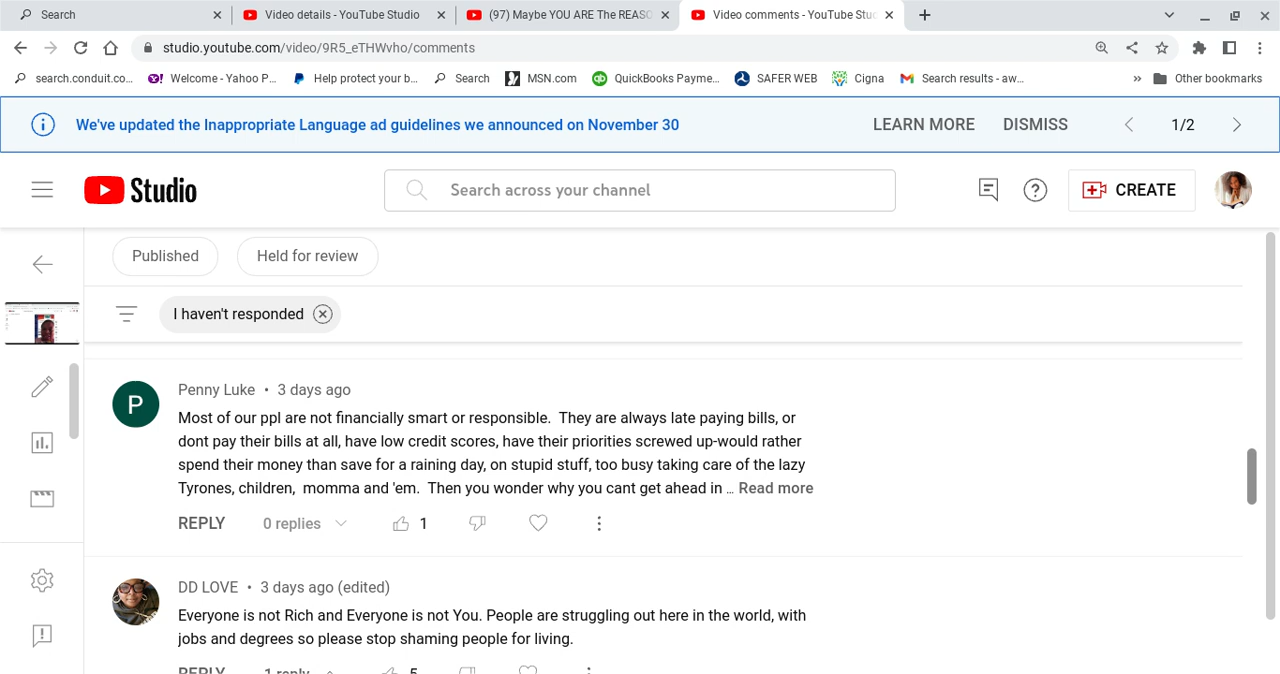 Search
Video details - YouTube Studio
(97) Maybe YOU ARE The REASO
Video comments - YouTube Stu
studio.youtube.com/video/9R5_eTHWvho/comments
search.conduit.co...
Welcome - Yahoo P...
Help protect your b...
Search
MSN.com
QuickBooks Payme...
SAFER WEB
Cigna
Search results - aw...
»
Other bookmarks
We've updated the Inappropriate Language ad guidelines we announced on November 30
LEARN MORE
DISMISS
1/2
Studio
Search across your channel
CREATE
Published
Held for review
I haven't responded
P
Penny Luke • 3 days ago
Most of our ppl are not financially smart or responsible.  They are always late paying bills, or
dont pay their bills at all, have low credit scores, have their priorities screwed up-would rather
spend their money than save for a raining day, on stupid stuff, too busy taking care of the lazy
Tyrones, children,  momma and 'em.  Then you wonder why you cant get ahead in ... Read more
REPLY
0 replies
1
DD LOVE • 3 days ago (edited)
Everyone is not Rich and Everyone is not You. People are struggling out here in the world, with
jobs and degrees so please stop shaming people for living.
REPLY
1 reply
5